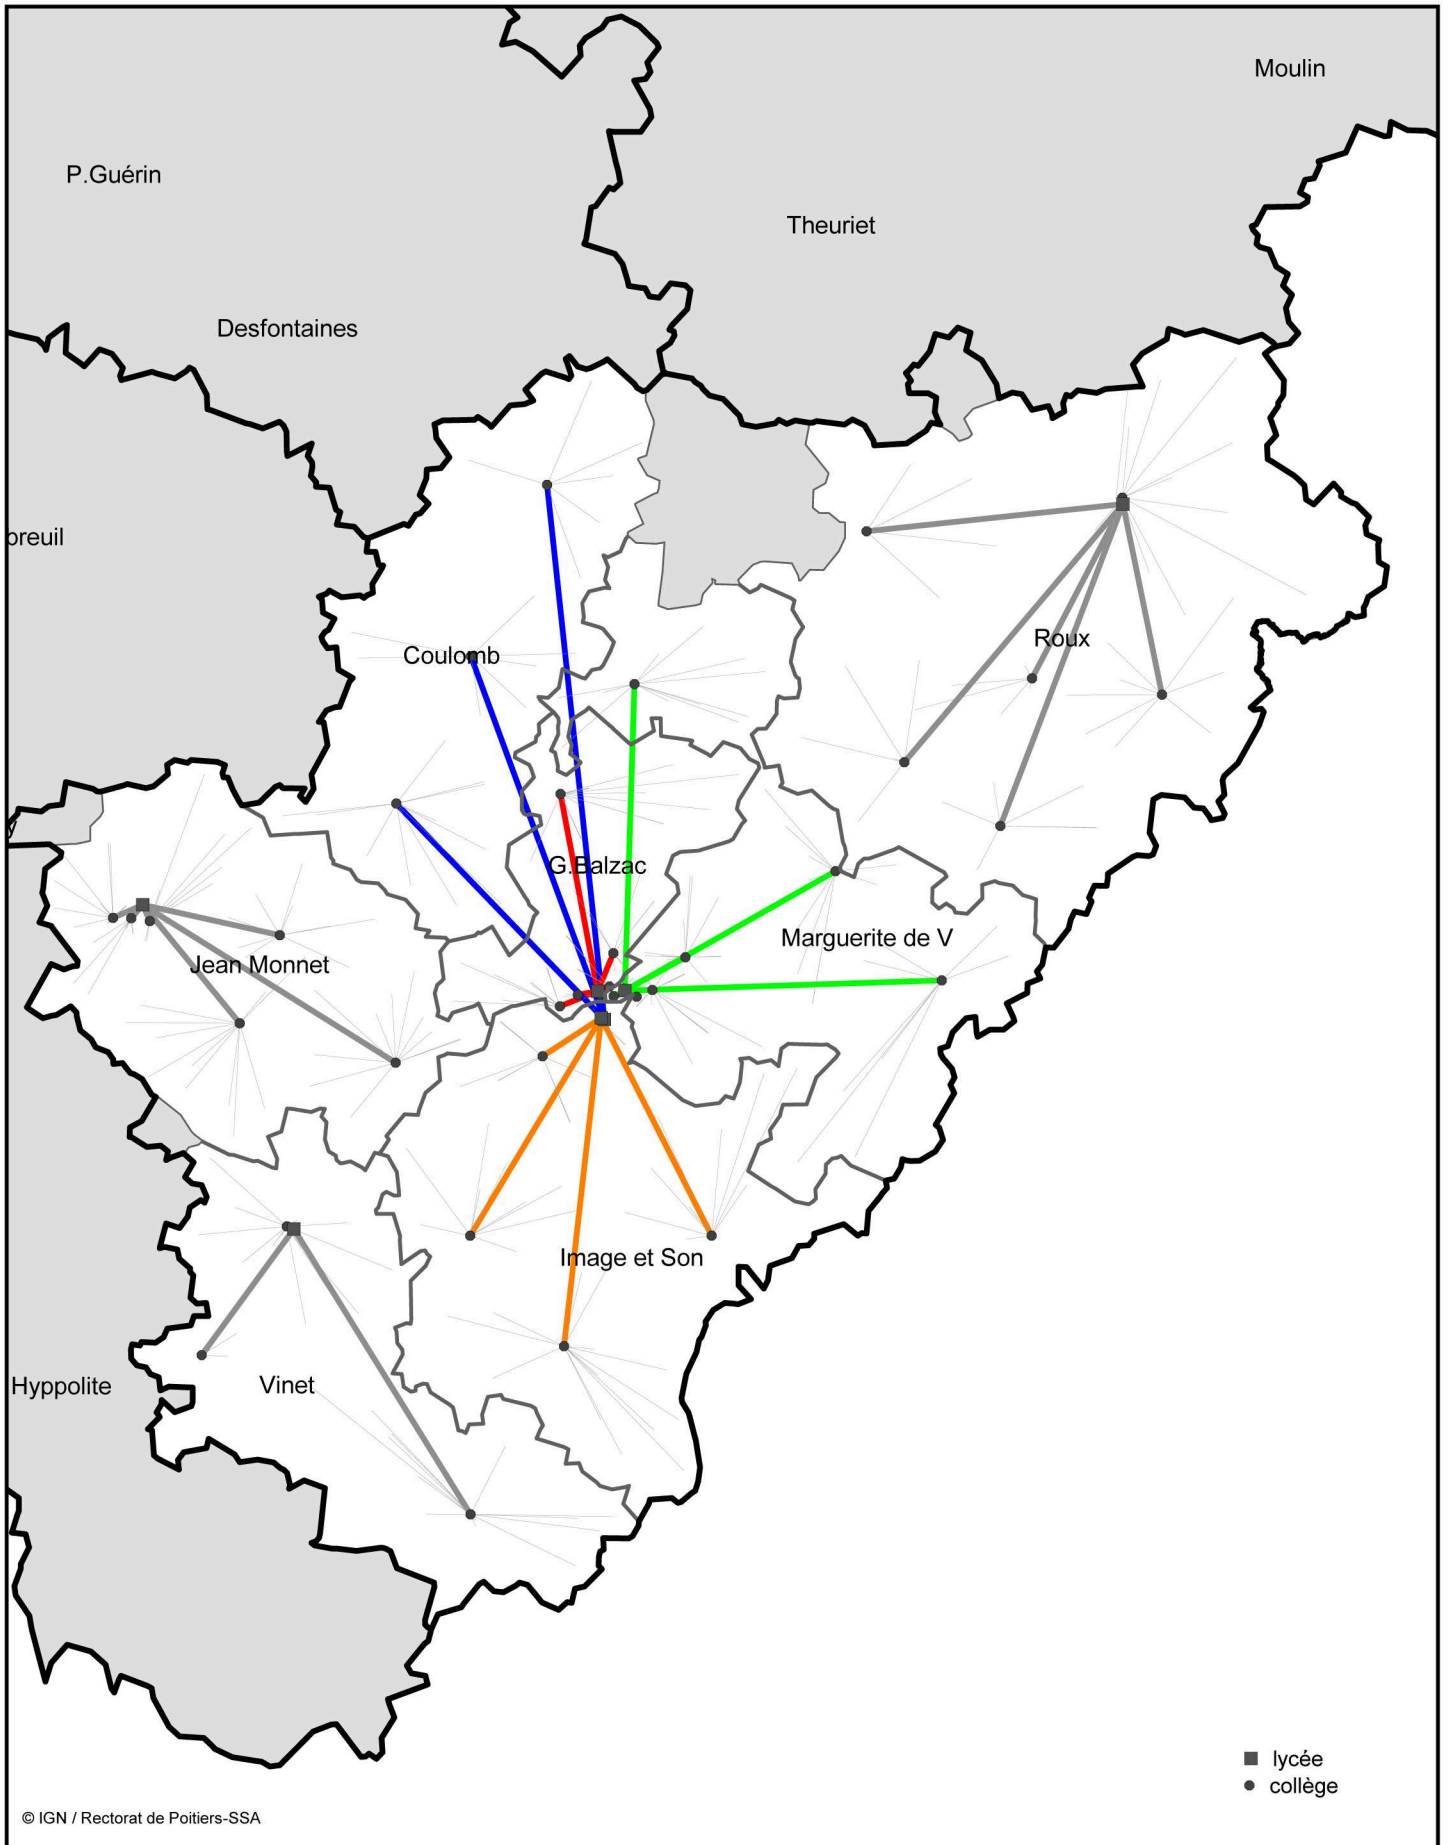 Moulin
P.Guérin
Theuriet
Desfontaines
breuil
Roux
Coulomb
G.Balzac
Marguerite de V
Jean Monnet
Image et Son
Hyppolite
Vinet
lycée
collège
© IGN / Rectorat de Poitiers-SSA